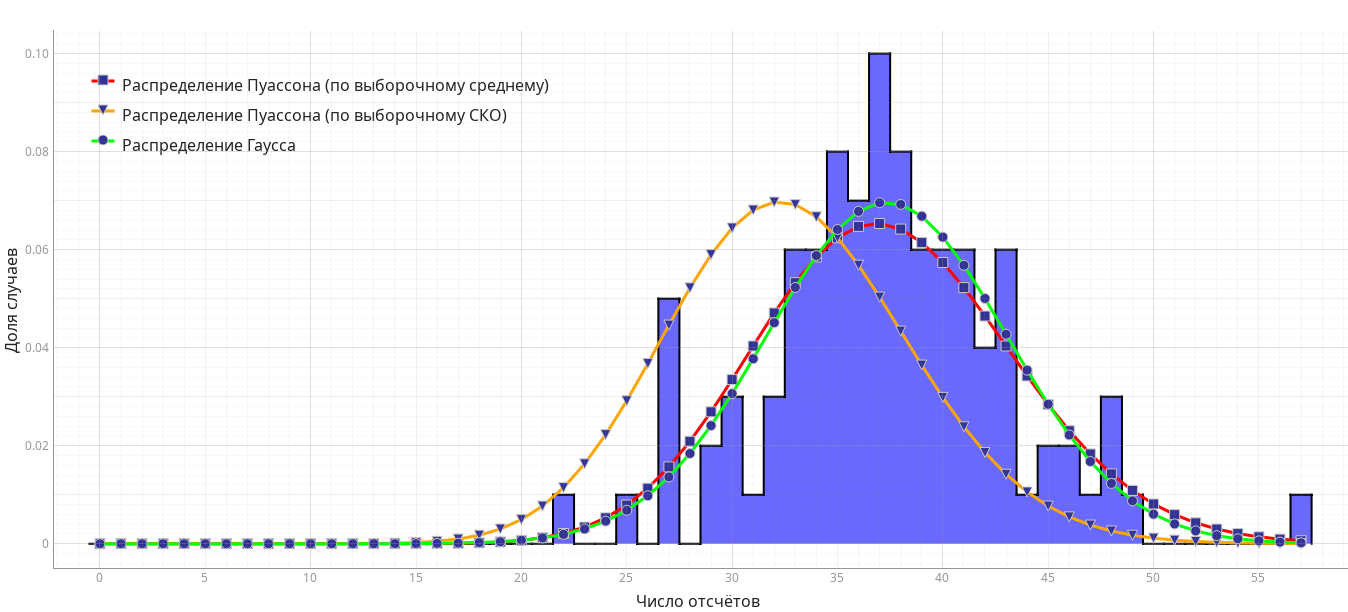 0.10
0.08
0.06
0.04
0.02
0
Доля случаев
Распределение Пуассона (по выборочному среднему)
Распределение Пуассона (по выборочному СКО)
Распределение Гаусса
0 5 10 15 20 25 30 35 40 45 50 55
Число отсчётов